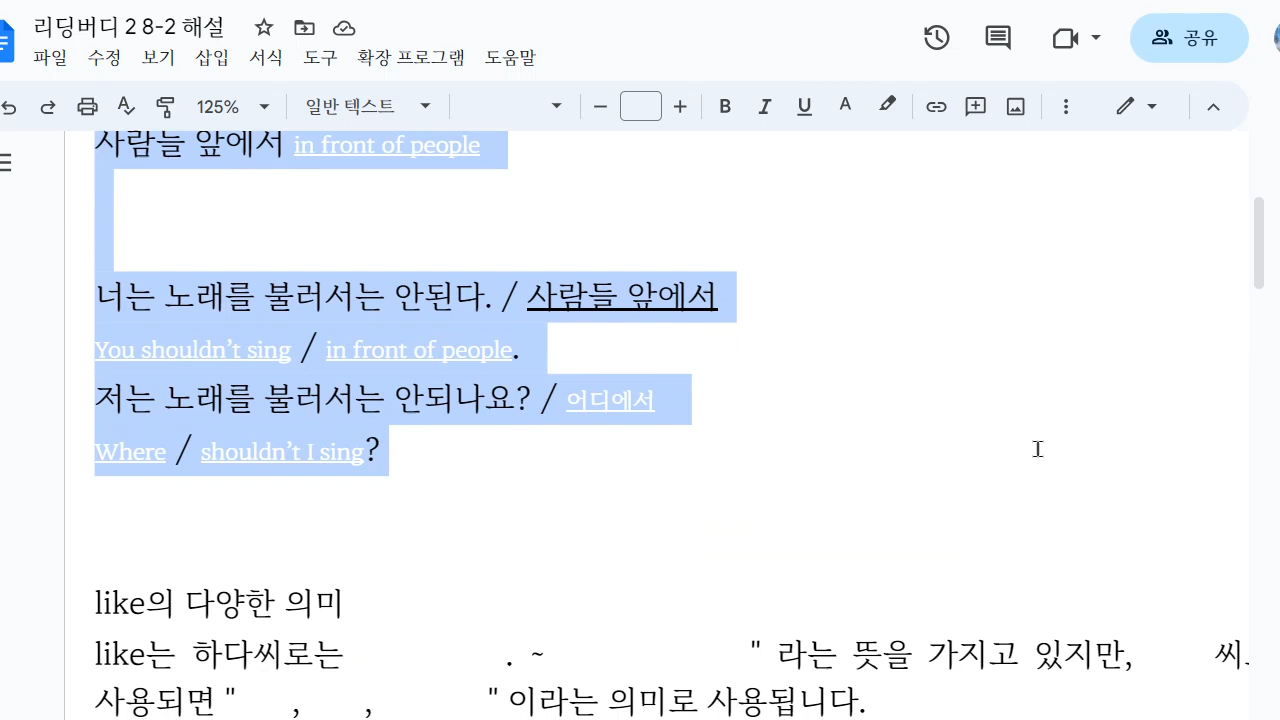 리딩버디 2 8-2 해설
파일 수정 보기 삽입 서식 도구 확장 프로그램 도움말
공유
125% 일반 텍스트 B I U A
사람들 앞에서 in front of people
너는 노래를 불러서는 안된다. / 사람들 앞에서
You shouldn’t sing / in front of people.
저는 노래를 불러서는 안되나요? / 어디에서
Where / shouldn’t I sing?
like의 다양한 의미
like는 하다씨로는 . ~ " 라는 뜻을 가지고 있지만, 씨
사용되면 " , , " 이라는 의미로 사용됩니다.